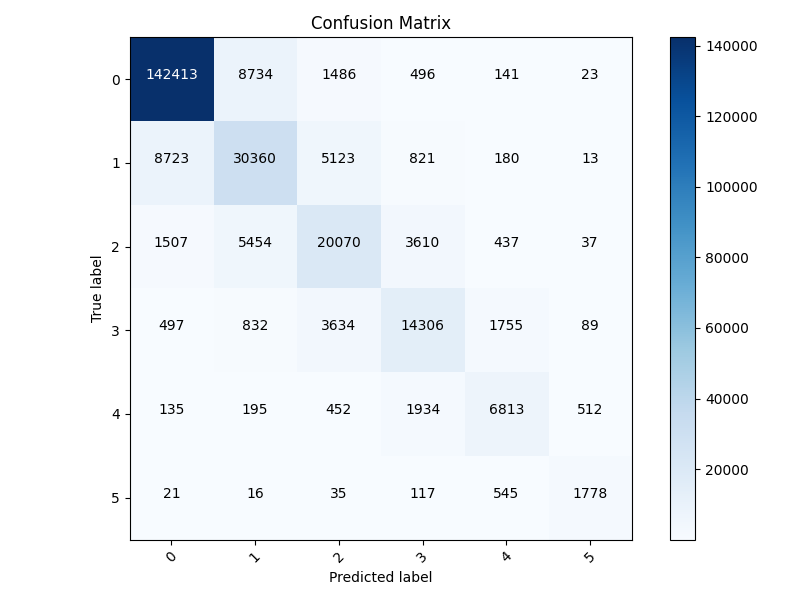 Confusion Matrix
0 142413 8734 1486 496 141 23
1 8723 30360 5123 821 180 13
2 1507 5454 20070 3610 437 37
3 497 832 3634 14306 1755 89
4 135 195 452 1934 6813 512
5 21 16 35 117 545 1778
0 1 2 3 4 5
Predicted label
True label
140000
120000
100000
80000
60000
40000
20000